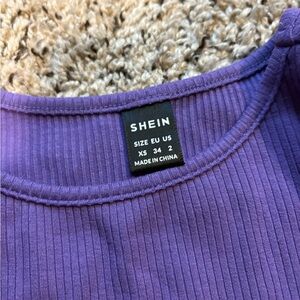 SHEIN
SIZE EU US
XS 34 2
MADE IN CHINA